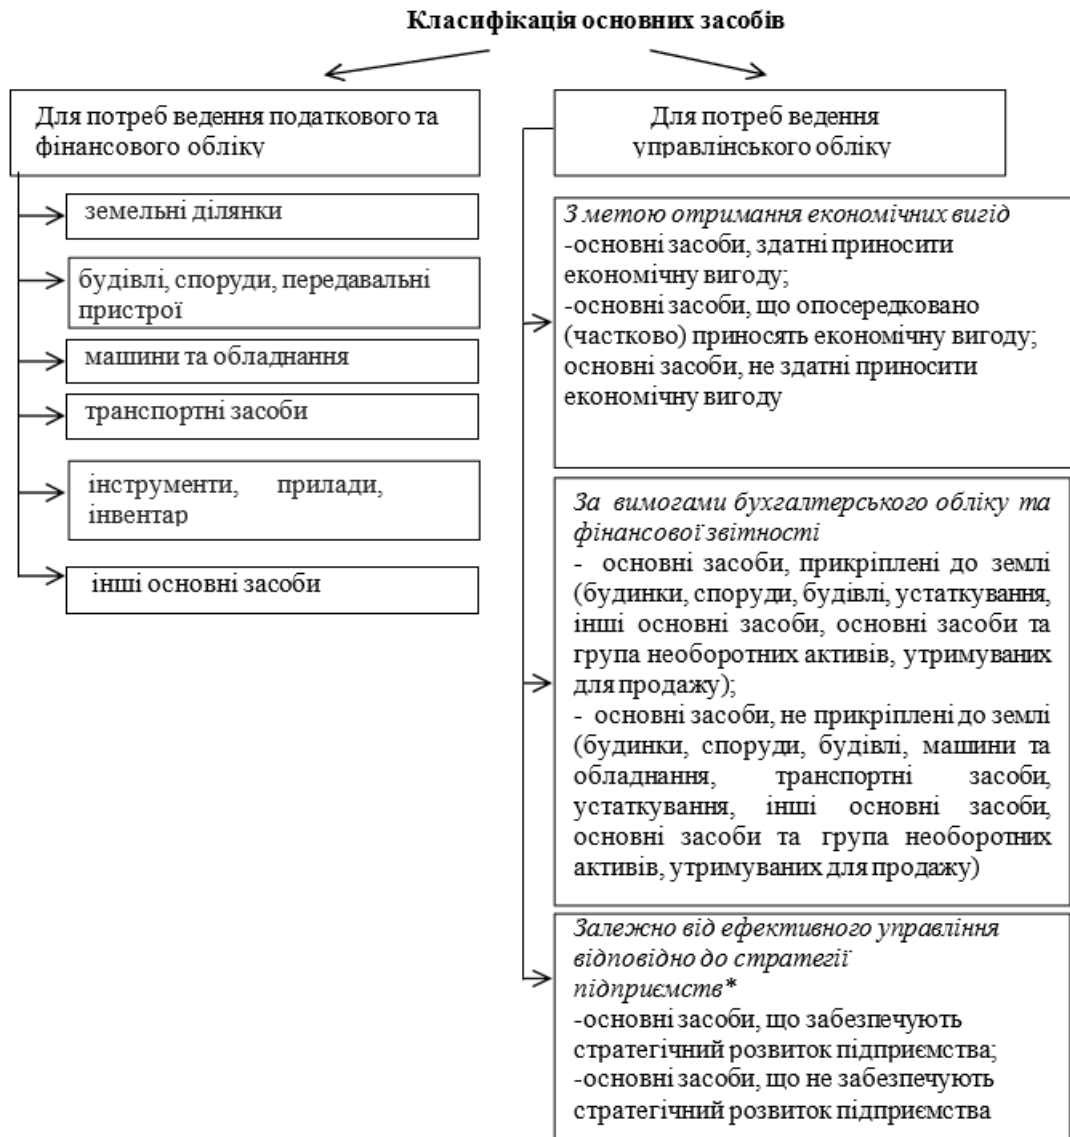 Класифікація основних засобів
Для потреб ведення податкового та
фінансового обліку
земельні ділянки
будівлі, споруди, передавальні
пристрої
машини та обладнання
транспортні засоби
інструменти, прилади,
інвентар
інші основні засоби
Для потреб ведення
управлінського обліку
З метою отримання економічних вигід
-основні засоби, здатні приносити
економічну вигоду;
-основні засоби, що опосередковано
(частково) приносять економічну вигоду;
основні засоби, не здатні приносити
економічну вигоду
За вимогами бухгалтерського обліку та
фінансової звітності
- основні засоби, прикріплені до землі
(будинки, споруди, будівлі, устаткування,
інші основні засоби, основні засоби та
група необоротних активів, утримуваних
для продажу);
- основні засоби, не прикріплені до землі
(будинки, споруди, будівлі, машини та
обладнання, транспортні засоби,
устаткування, інші основні засоби,
основні засоби та група необоротних
активів, утримуваних для продажу)
Залежно від ефективного управління
відповідно до стратегії
підприємств*
-основні засоби, що забезпечують
стратегічний розвиток підприємства;
-основні засоби, що не забезпечують
стратегічний розвиток підприємства